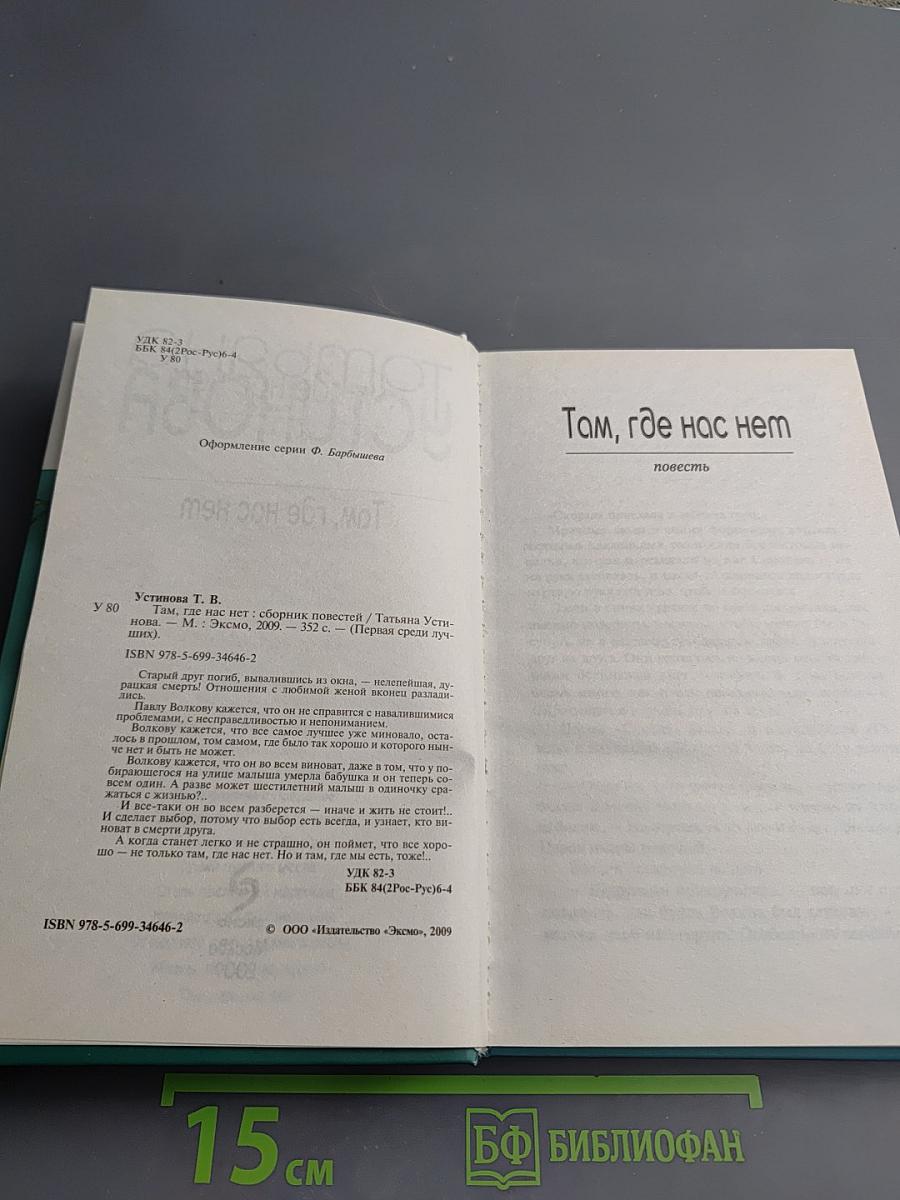 УДК 82-3
ББК 84(2Рос-Рус)6-4
У 80
Оформление серии Ф. Барбышева
Устинова Т. В.
У 80
Там, где нас нет : сборник повестей / Татьяна Усти-
нова. — М. : Эксмо, 2009. — 352 с. — (Первая среди луч-
ших).
ISBN 978-5-699-34646-2
Старый друг погиб, вывалившись из окна, — нелепейшая, ду-
рацкая смерть! Отношения с любимой женой вконец разлади-
лись.
Павлу Волкову кажется, что он не справится с навалившимися
проблемами, с несправедливостью и непониманием.
Волкову кажется, что все самое лучшее уже миновало, оста-
лось в прошлом, том самом, где было так хорошо и которого нын-
че нет и быть не может.
Волкову кажется, что он во всем виноват, даже в том, что у по-
бирающегося на улице малыша умерла бабушка и он теперь со-
всем один. А разве может шестилетний малыш в одиночку сра-
жаться с жизнью?..
И все-таки он во всем разберется — иначе и жить не стоит!..
И сделает выбор, потому что выбор есть всегда, и узнает, кто ви-
новат в смерти друга.
А когда станет легко и не страшно, он поймет, что все хоро-
шо — не только там, где нас нет. Но и там, где мы есть, тоже!..
УДК 82-3
ББК 84(2Рос-Рус)6-4
ISBN 978-5-699-34646-2
© ООО «Издательство «Эксмо», 2009
Там, где нас нет
повесть
15 см
БФ БИБЛИОФАН